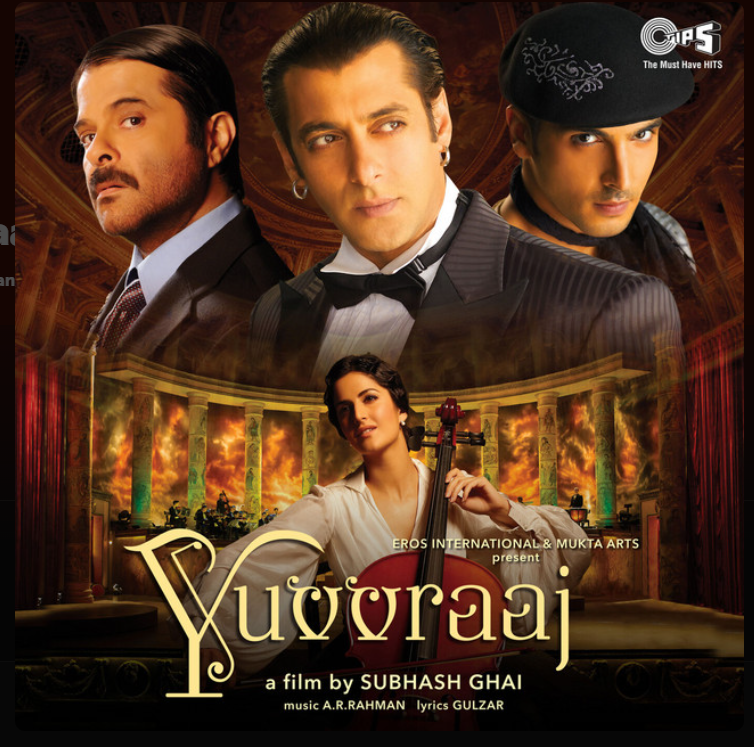 TIPS
The Must Have HITS
EROS INTERNATIONAL & MUKTA ARTS
present
Yuvvraaj
a film by SUBHASH GHAI
music A.R.RAHMAN lyrics GULZAR